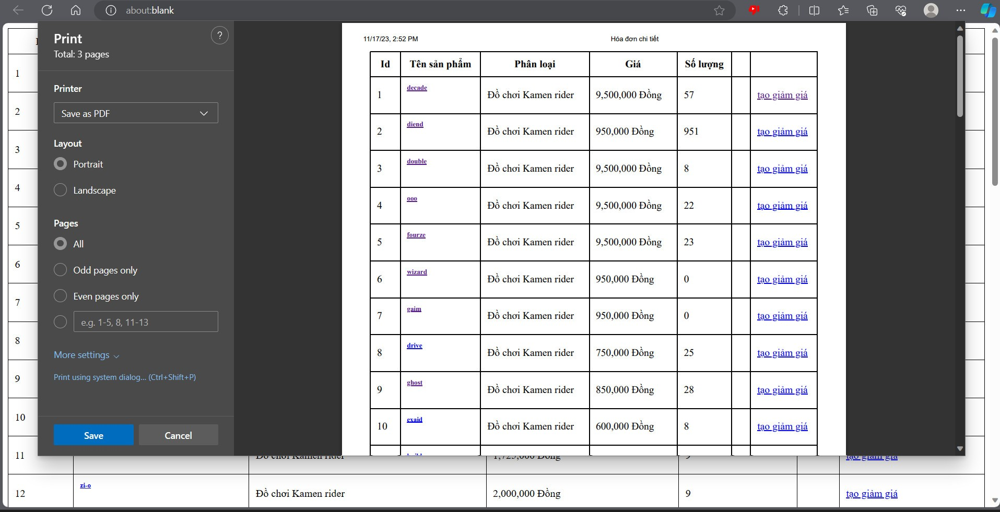 about:blank
Print
?
Total: 3 pages
Printer
Save as PDF
Layout
Portrait
Landscape
Pages
All
Odd pages only
Even pages only
e.g. 1-5, 8, 11-13
More settings
Print using system dialog... (Ctrl+Shift+P)
Save Cancel
11/17/23, 2:52 PM Hóa đơn chi tiết
Id Tên sản phẩm Phân loại Giá Số lượng
1 decade Đồ chơi Kamen rider 9,500,000 Đồng 57 tạo giảm giá
2 diend Đồ chơi Kamen rider 950,000 Đồng 951 tạo giảm giá
3 double Đồ chơi Kamen rider 9,500,000 Đồng 8 tạo giảm giá
4 ooo Đồ chơi Kamen rider 9,500,000 Đồng 22 tạo giảm giá
5 fourze Đồ chơi Kamen rider 9,500,000 Đồng 23 tạo giảm giá
6 wizard Đồ chơi Kamen rider 950,000 Đồng 0 tạo giảm giá
7 gaim Đồ chơi Kamen rider 950,000 Đồng 0 tạo giảm giá
8 drive Đồ chơi Kamen rider 750,000 Đồng 25 tạo giảm giá
9 ghost Đồ chơi Kamen rider 850,000 Đồng 28 tạo giảm giá
10 exaid Đồ chơi Kamen rider 600,000 Đồng 8 tạo giảm giá
1
2
3
4
5
6
7
8
9
10
11 Đồ chơi Kamen rider 1,725,000 Đồng 9 tạo giảm giá
12 zi-o Đồ chơi Kamen rider 2,000,000 Đồng 9 tạo giảm giá